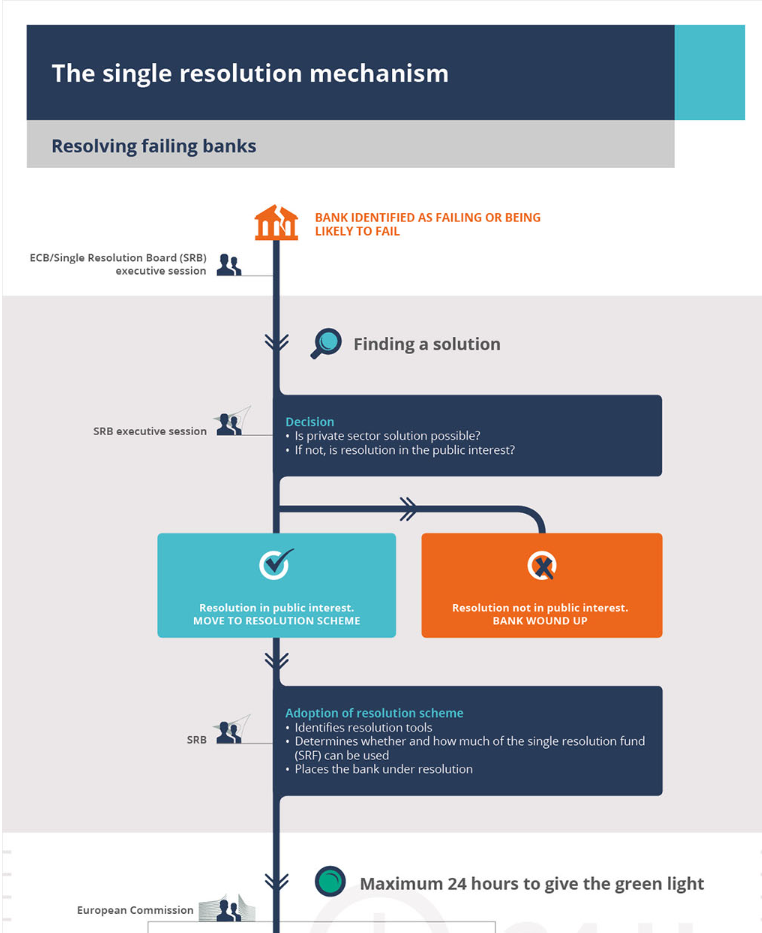 The single resolution mechanism
Resolving failing banks
BANK IDENTIFIED AS FAILING OR BEING
LIKELY TO FAIL
ECB/Single Resolution Board (SRB)
executive session
Finding a solution
SRB executive session
Decision
• Is private sector solution possible?
• If not, is resolution in the public interest?
Resolution in public interest.
MOVE TO RESOLUTION SCHEME
Resolution not in public interest.
BANK WOUND UP
SRB
Adoption of resolution scheme
• Identifies resolution tools
• Determines whether and how much of the single resolution fund
(SRF) can be used
• Places the bank under resolution
Maximum 24 hours to give the green light
European Commission